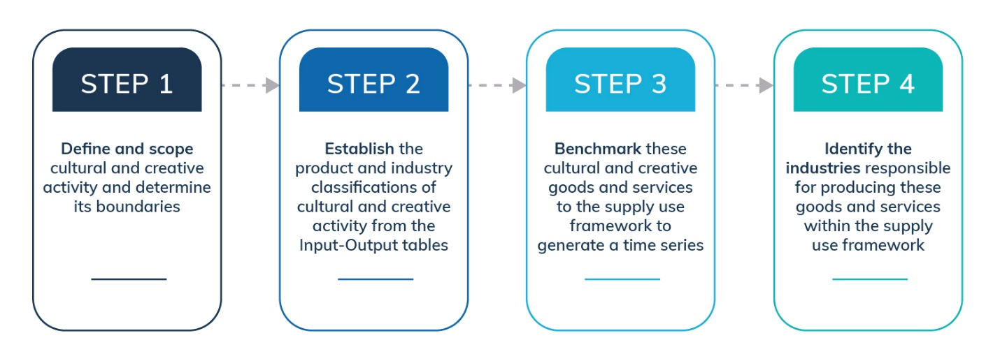 STEP 1
Define and scope
cultural and creative
activity and determine
its boundaries
STEP 2
Establish the
product and industry
classifications of
cultural and creative
activity from the
Input-Output tables
STEP 3
Benchmark these
cultural and creative
goods and services
to the supply use
framework to
generate a time series
STEP 4
Identify the
industries responsible
for producing these
goods and services
within the supply
use framework